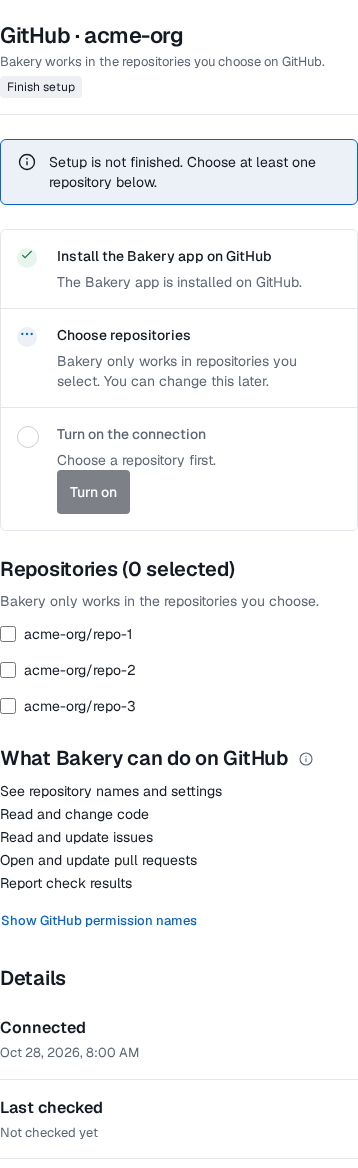 GitHub · acme-org
Bakery works in the repositories you choose on GitHub.
Finish setup
Setup is not finished. Choose at least one
repository below.
Install the Bakery app on GitHub
The Bakery app is installed on GitHub.
Choose repositories
Bakery only works in repositories you
select. You can change this later.
Turn on the connection
Choose a repository first.
Turn on
Repositories (0 selected)
Bakery only works in the repositories you choose.
acme-org/repo-1
acme-org/repo-2
acme-org/repo-3
What Bakery can do on GitHub
See repository names and settings
Read and change code
Read and update issues
Open and update pull requests
Report check results
Show GitHub permission names
Details
Connected
Oct 28, 2026, 8:00 AM
Last checked
Not checked yet